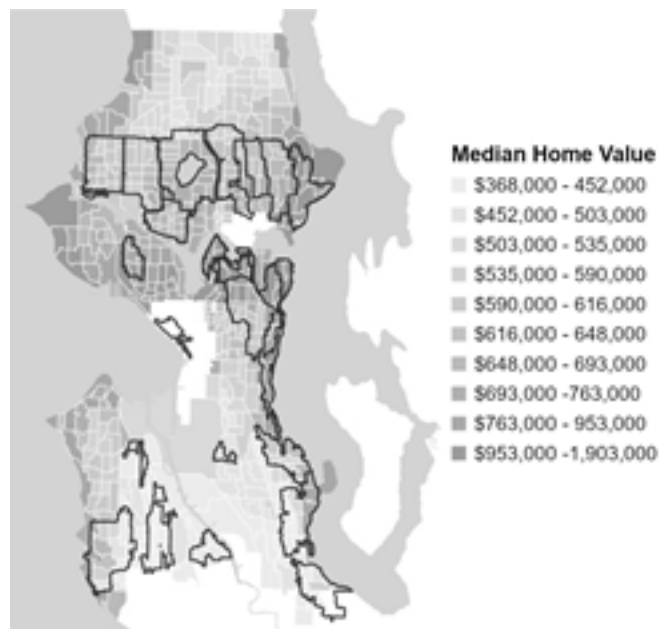 Median Home Value
$368,000 - 452,000
$452,000 - 503,000
$503,000 - 535,000
$535,000 - 590,000
$590,000 - 616,000
$616,000 - 648,000
$648,000 - 693,000
$693,000 -763,000
$763,000 - 953,000
$953,000 -1,903,000